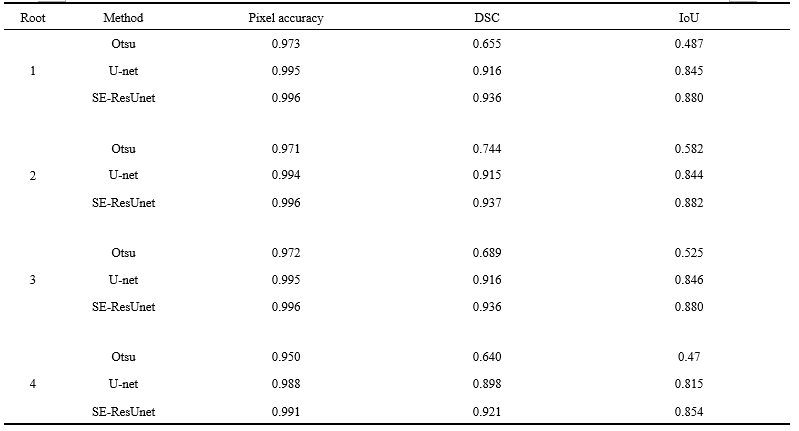 Root Method Pixel accuracy DSC IoU
Otsu 0.973 0.655 0.487
1 U-net 0.995 0.916 0.845
SE-ResUnet 0.996 0.936 0.880
Otsu 0.971 0.744 0.582
2 U-net 0.994 0.915 0.844
SE-ResUnet 0.996 0.937 0.882
Otsu 0.972 0.689 0.525
3 U-net 0.995 0.916 0.846
SE-ResUnet 0.996 0.936 0.880
Otsu 0.950 0.640 0.47
4 U-net 0.988 0.898 0.815
SE-ResUnet 0.991 0.921 0.854